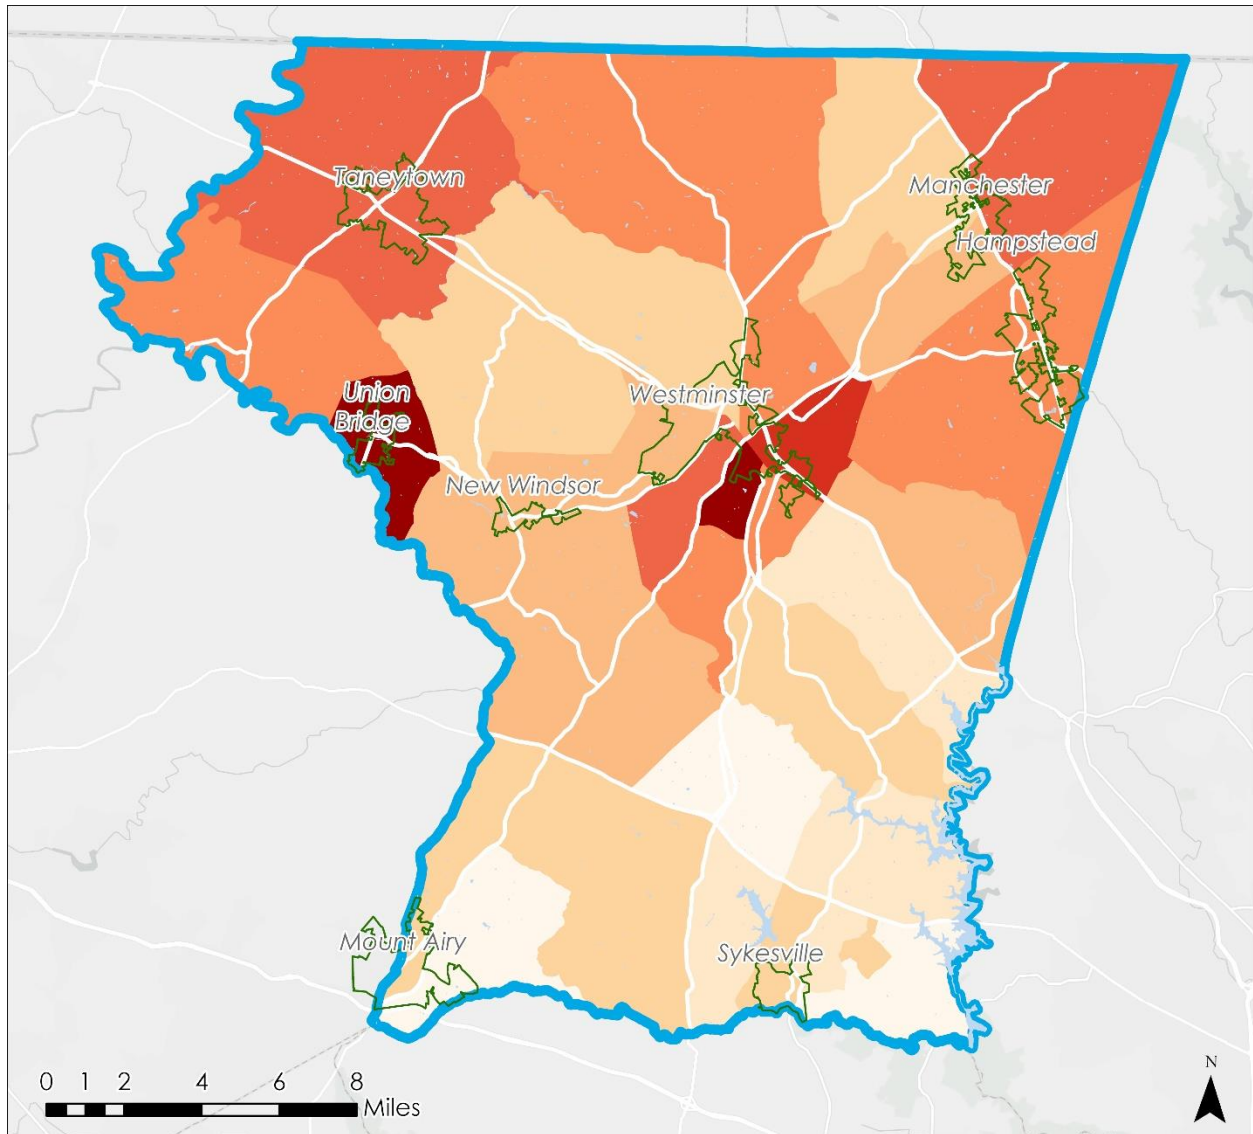 Taneytown
Manchester
Hampstead
Union
Bridge
Westminster
New Windsor
Mount Airy
Sykesville
0 1 2 4 6 8
Miles
N